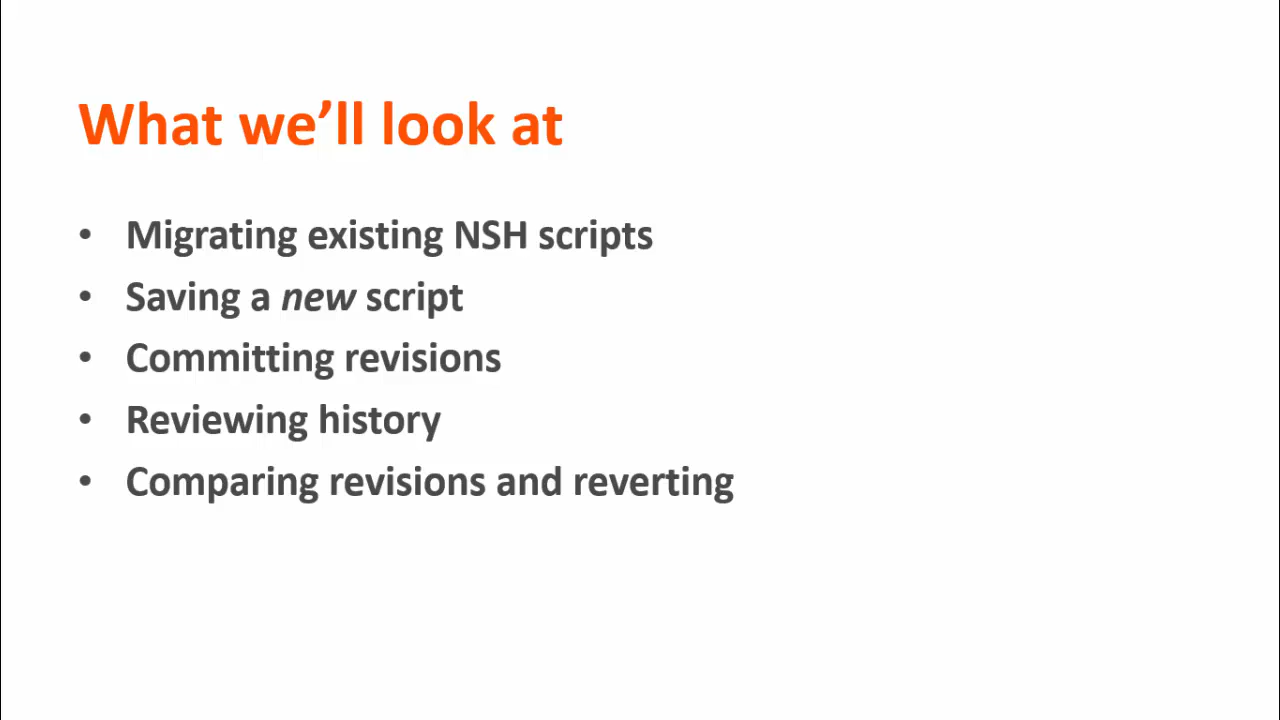 What we’ll look at
• Migrating existing NSH scripts
• Saving a new script
• Committing revisions
• Reviewing history
• Comparing revisions and reverting